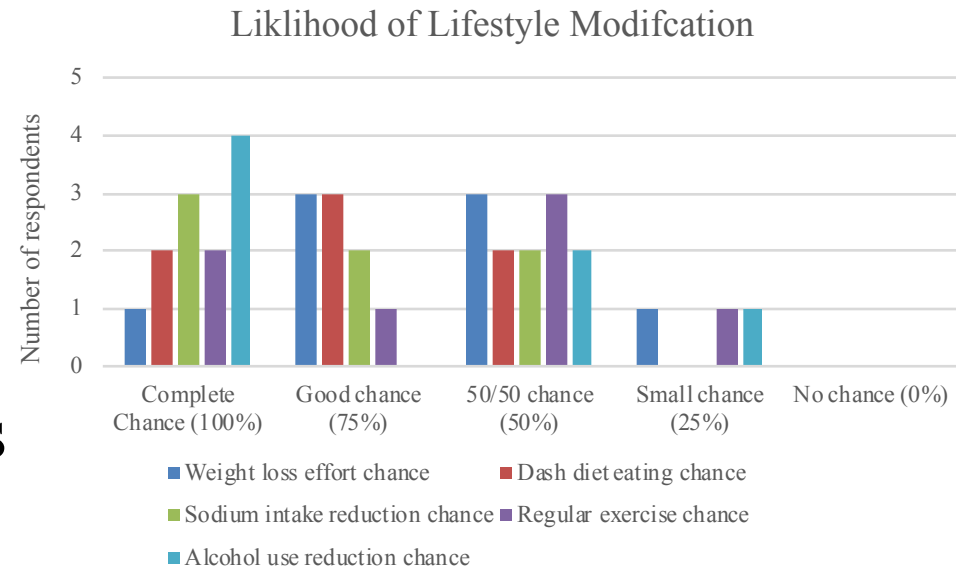 Liklihood of Lifestyle Modifcation
Number of respondents
5
4
3
2
1
0
Complete Chance (100%)
Good chance (75%)
50/50 chance (50%)
Small chance (25%)
No chance (0%)
s
Weight loss effort chance
Dash diet eating chance
Sodium intake reduction chance
Regular exercise chance
Alcohol use reduction chance